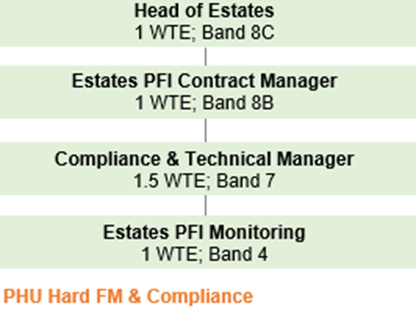 Head of Estates
1 WTE; Band 8C
Estates PFI Contract Manager
1 WTE; Band 8B
Compliance & Technical Manager
1.5 WTE; Band 7
Estates PFI Monitoring
1 WTE; Band 4
PHU Hard FM & Compliance